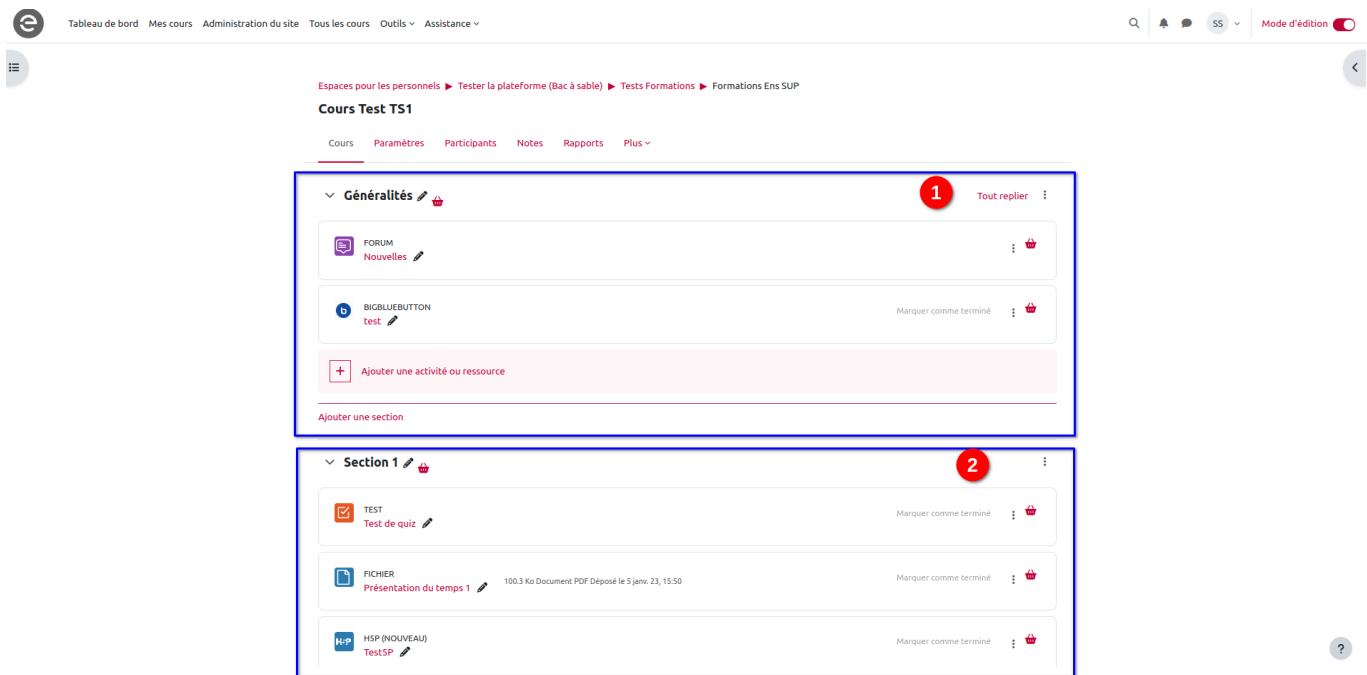 Tableau de bord Mes cours Administration du site Tous les cours Outils Assistance SS Mode d'édition
Espaces pour les personnels ▶ Tester la plateforme (Bac à sable) ▶ Tests Formations ▶ Formations Ens SUP
Cours Test TS1
Cours Paramètres Participants Notes Rapports Plus
Généralités 1 Tout replier
FORUM
Nouvelles
BIGBLUEBUTTON
test
Marquer comme terminé
+ Ajouter une activité ou ressource
Ajouter une section
Section 1 2
TEST
Test de quiz
Marquer comme terminé
FICHIER
Présentation du temps 1 100.3 Ko Document PDF Déposé le 5 janv. 23, 15:50
Marquer comme terminé
H5P (NOUVEAU)
Test5P
Marquer comme terminé
?